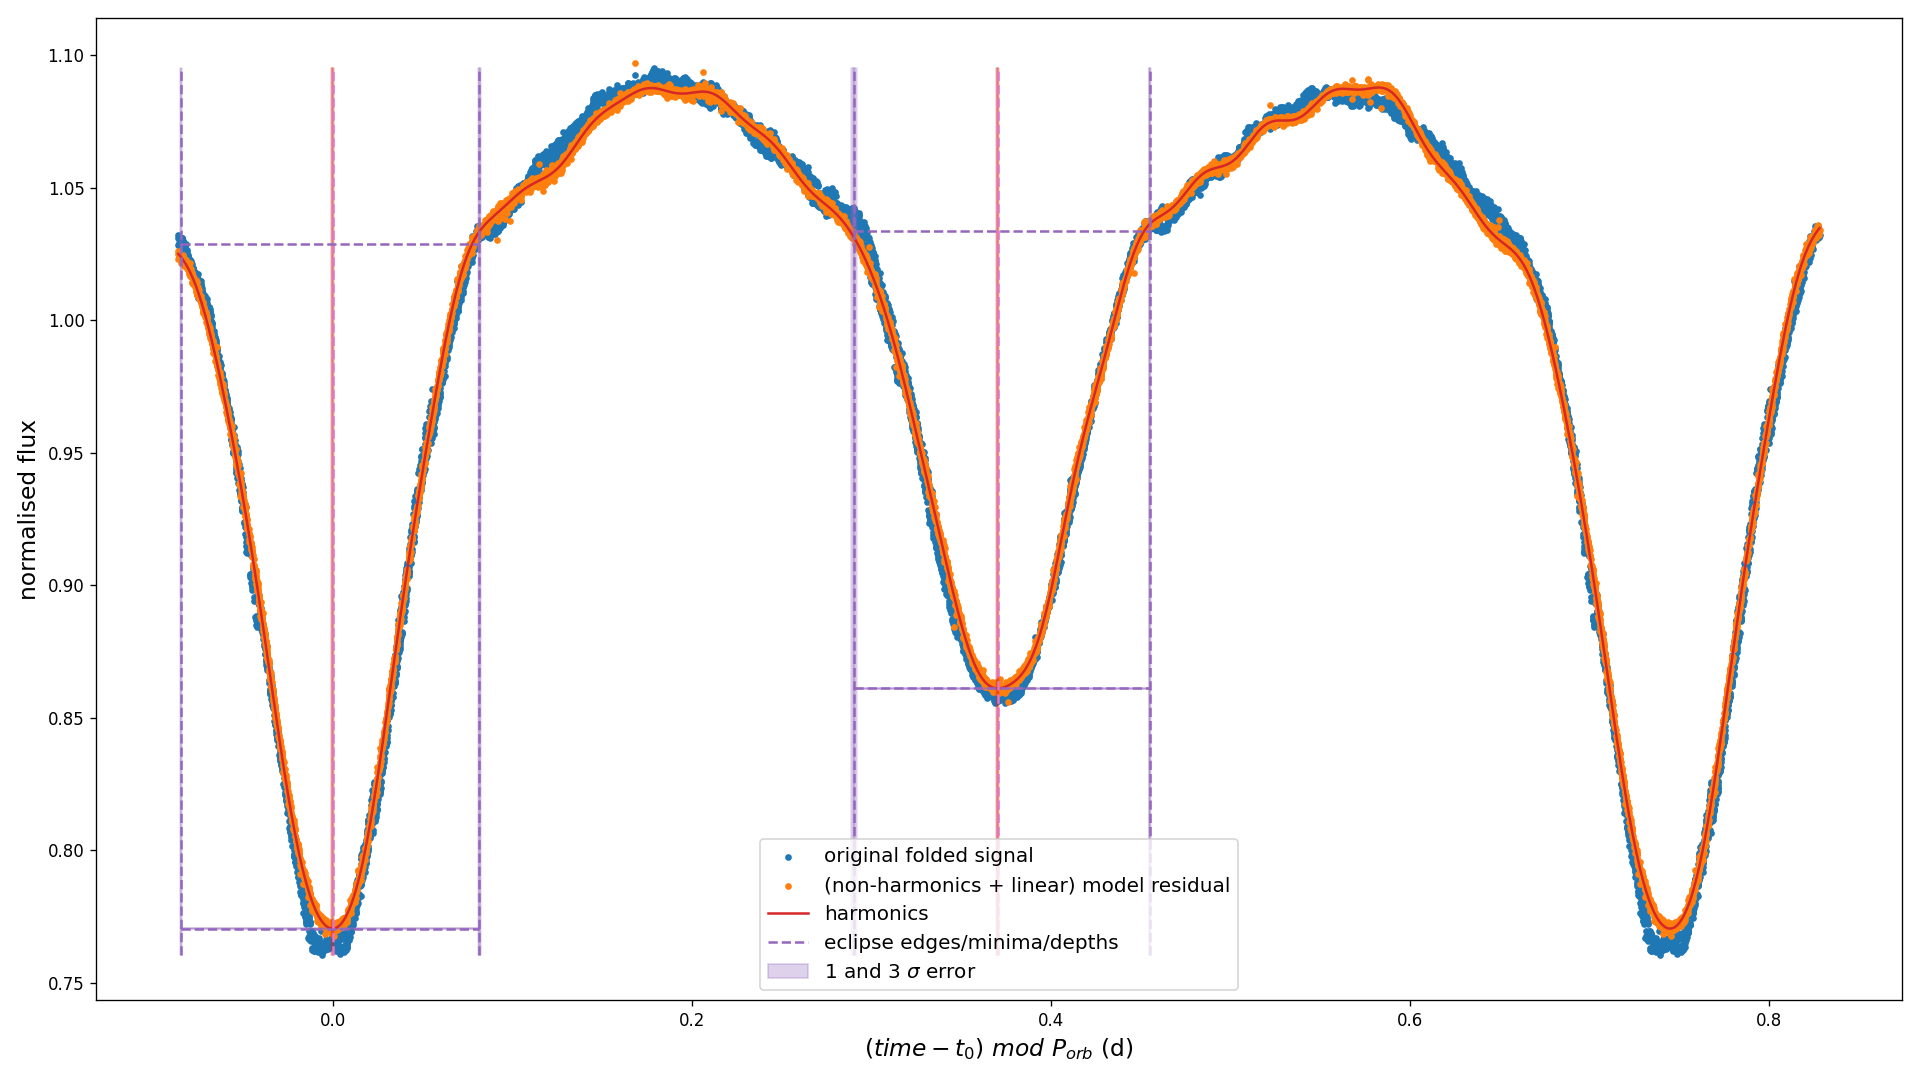 1.10
1.05
1.00
0.95
0.90
0.85
0.80
0.75
normalised flux
original folded signal
(non-harmonics + linear) model residual
harmonics
eclipse edges/minima/depths
1 and 3 σ error
0.0 0.2 0.4 0.6 0.8
(time − t₀) mod Pₒᵣb (d)